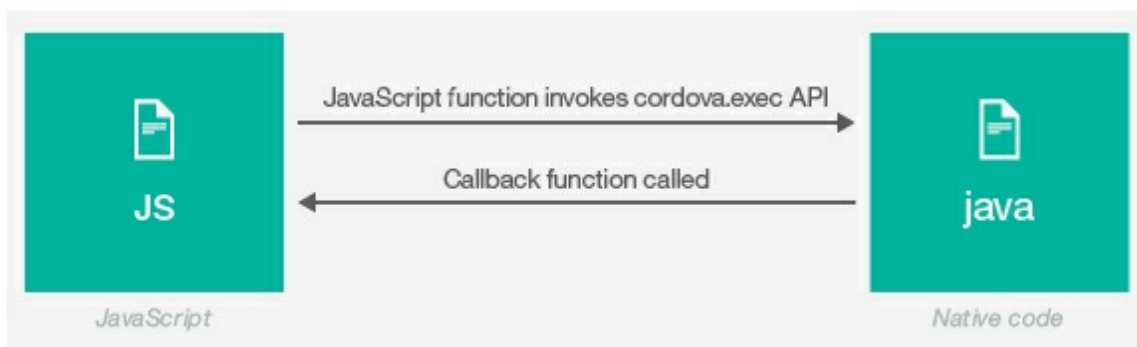 JavaScript function invokes cordova.exec API
Callback function called
JS
java
JavaScript
Native code